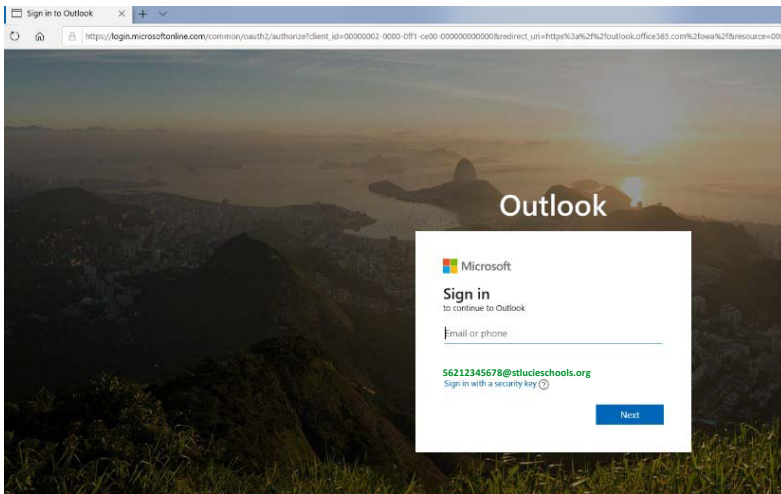 Sign in to Outlook
https://login.microsoftonline.com/common/oauth2/authorize?client_id=00000002-0000-0ff1-ce00-000000000000&redirect_uri=https%3a%2f%2foutlook.office365.com%2fowa%2f&resource=00
Outlook
Microsoft
Sign in
to continue to Outlook
Email or phone
56212345678@stlucieschools.org
Sign in with a security key
Next